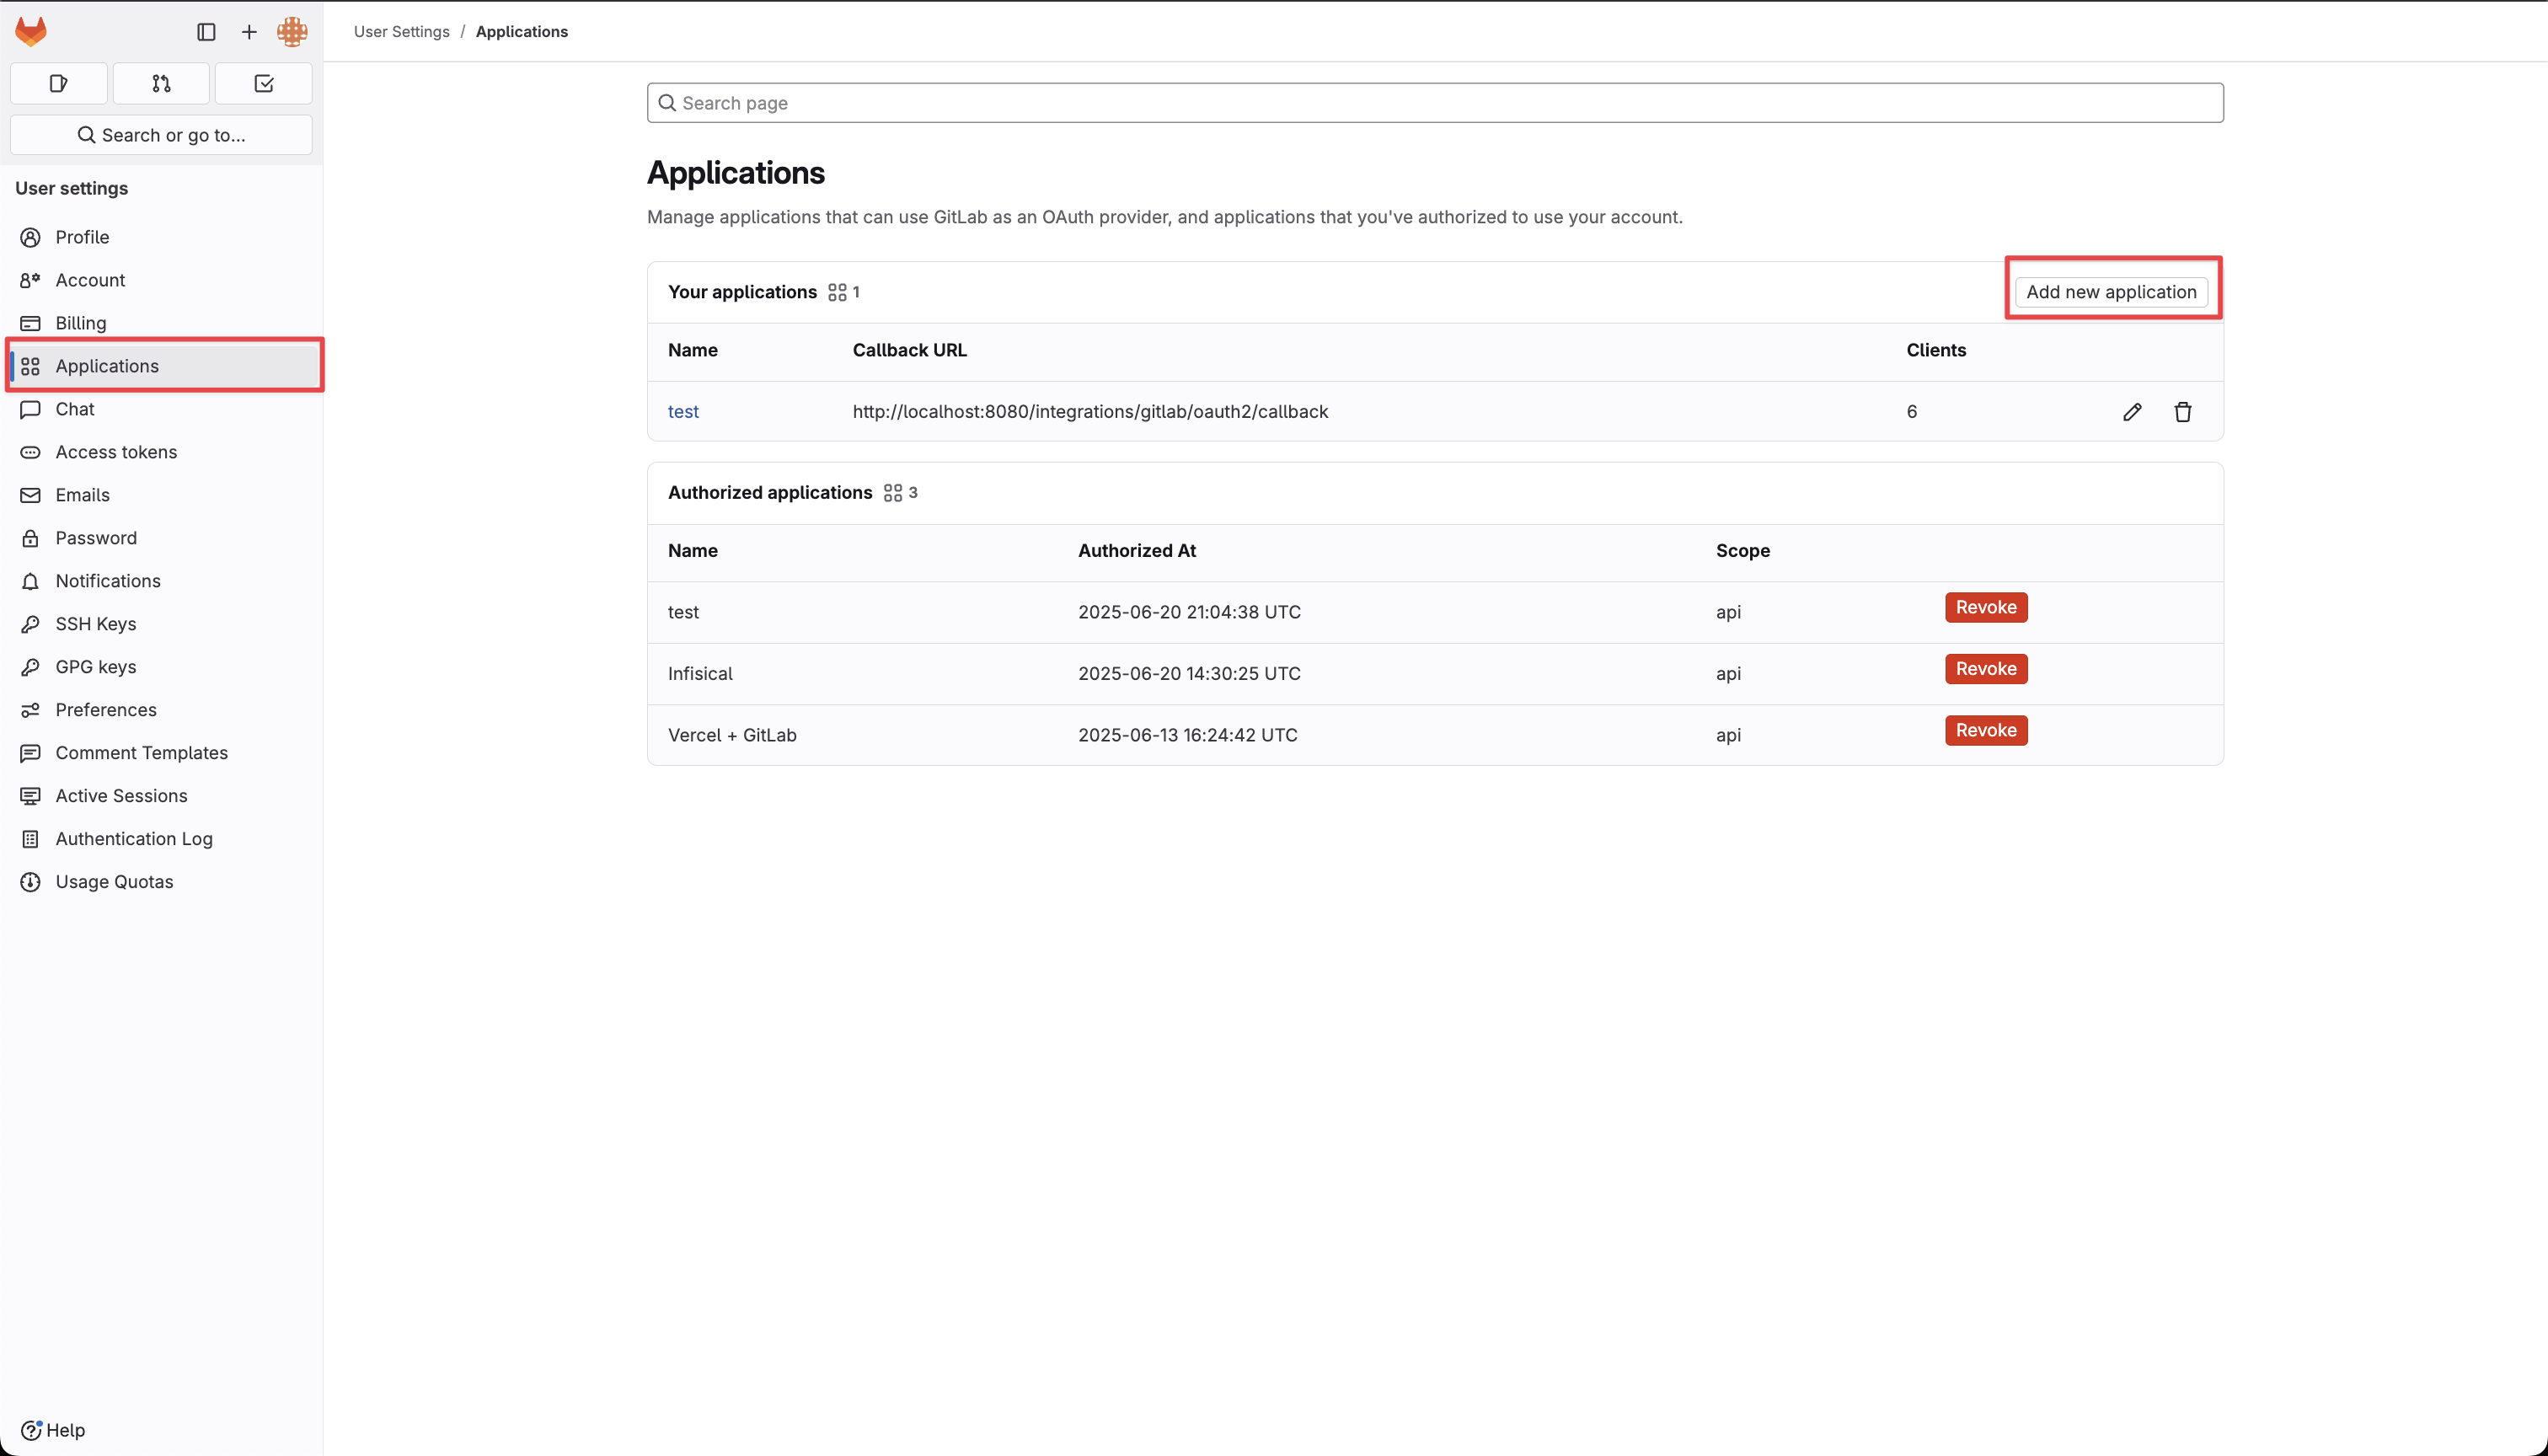 User Settings / Applications
Search or go to...
User settings
Profile
Account
Billing
Applications
Chat
Access tokens
Emails
Password
Notifications
SSH Keys
GPG keys
Preferences
Comment Templates
Active Sessions
Authentication Log
Usage Quotas
Help
Search page
Applications
Manage applications that can use GitLab as an OAuth provider, and applications that you've authorized to use your account.
Your applications 1
Add new application
Name Callback URL Clients
test http://localhost:8080/integrations/gitlab/oauth2/callback 6
Authorized applications 3
Name Authorized At Scope
test 2025-06-20 21:04:38 UTC api Revoke
Infisical 2025-06-20 14:30:25 UTC api Revoke
Vercel + GitLab 2025-06-13 16:24:42 UTC api Revoke